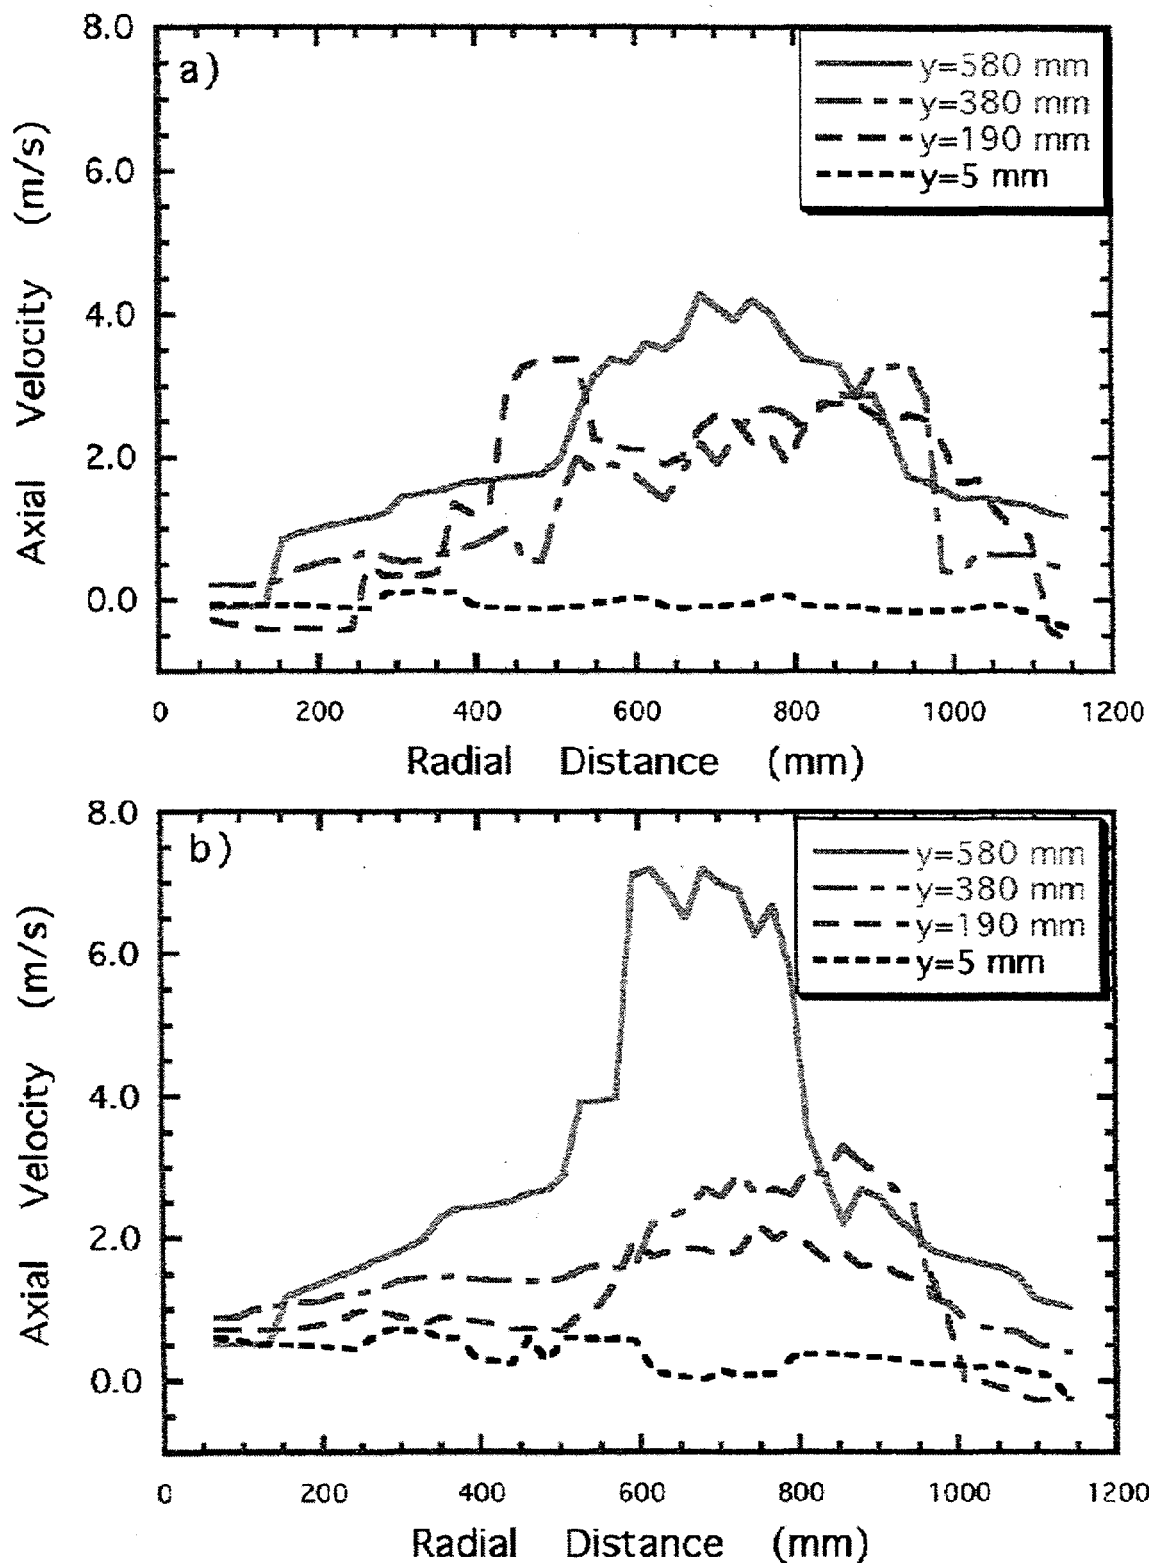 8.0
a)
y=580 mm
y=380 mm
y=190 mm
y=5 mm
6.0
4.0
2.0
0.0
Axial Velocity (m/s)
0 200 400 600 800 1000 1200
Radial Distance (mm)
8.0
b)
y=580 mm
y=380 mm
y=190 mm
y=5 mm
6.0
4.0
2.0
0.0
Axial Velocity (m/s)
0 200 400 600 800 1000 1200
Radial Distance (mm)